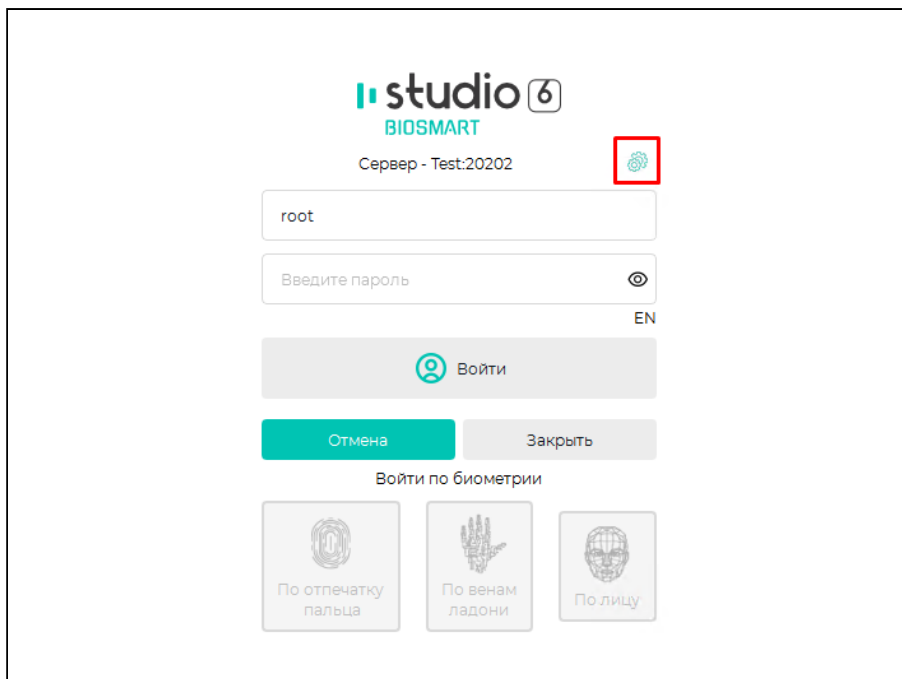 studio 6
BIOSMART
Сервер - Test:20202
root
Введите пароль
EN
Войти
Отмена
Закрыть
Войти по биометрии
По отпечатку
пальца
По венам
ладони
По лицу